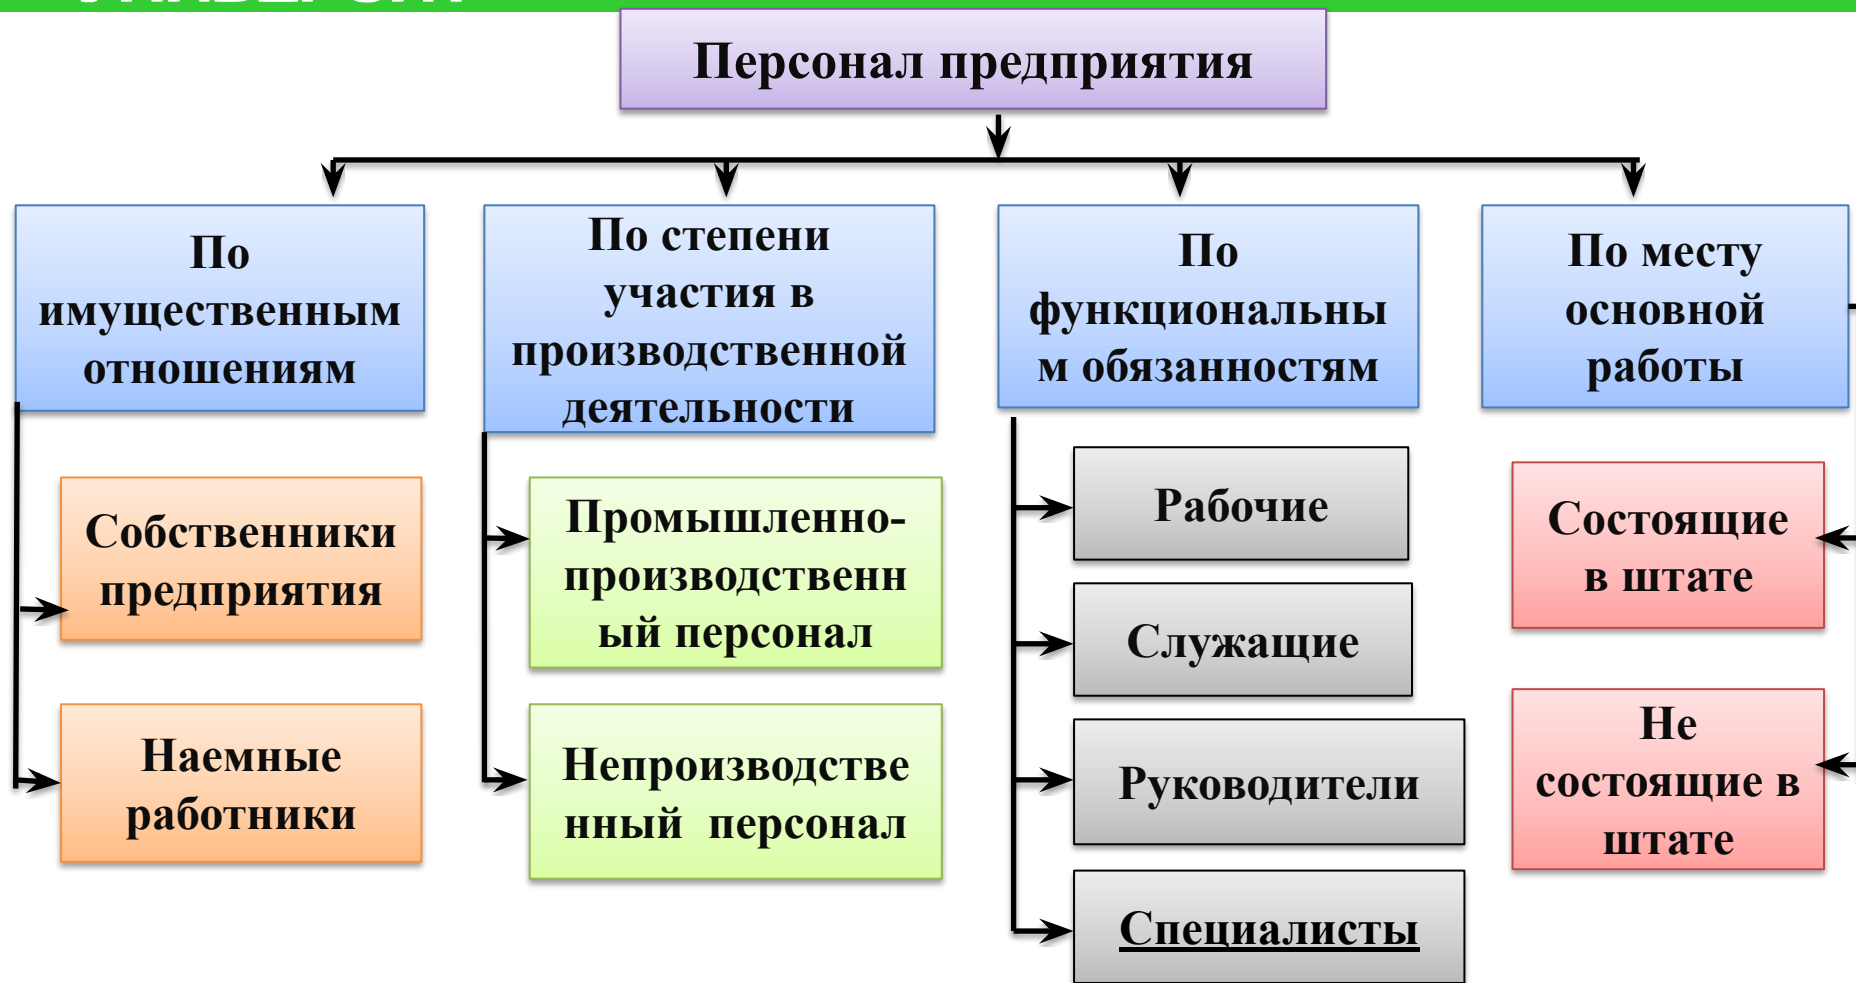 Персонал предприятия
По
имущественным
отношениям
По степени
участия в
производственной
деятельности
По
функциональны
м обязанностям
По месту
основной
работы
Собственники
предприятия
Наемные
работники
Промышленно-
производственн
ый персонал
Непроизводстве
нный персонал
Рабочие
Служащие
Руководители
Специалисты
Состоящие
в штате
Не
состоящие в
штате